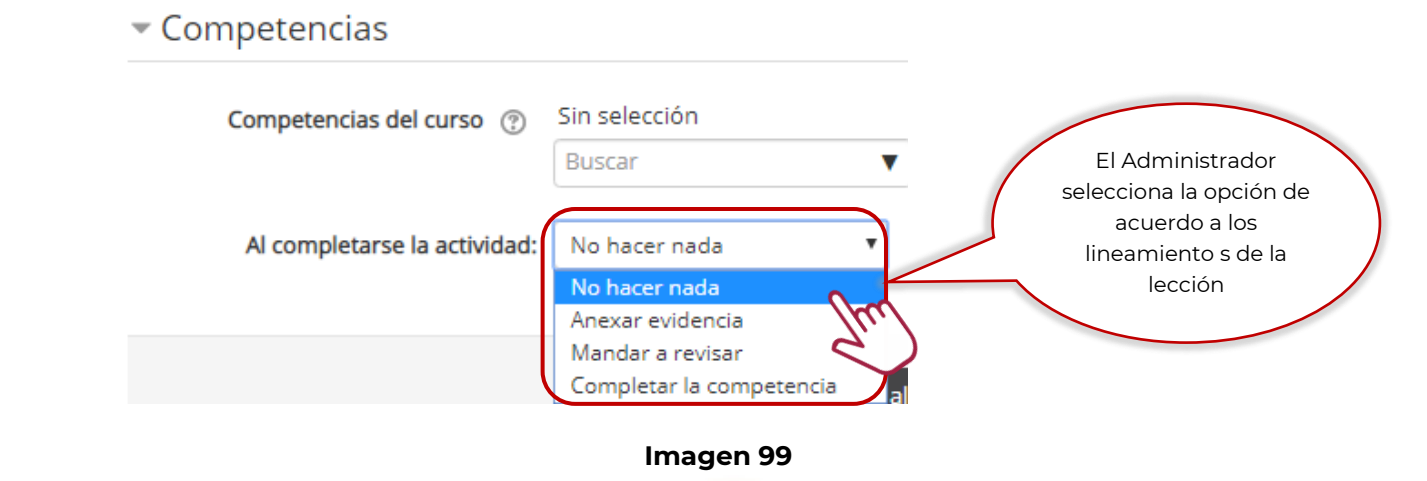 Competencias
Competencias del curso
Sin selección
Buscar
Al completarse la actividad:
No hacer nada
No hacer nada
Anexar evidencia
Mandar a revisar
Completar la competencia
al
El Administrador
selecciona la opción de
acuerdo a los
lineamiento s de la
lección
Imagen 99